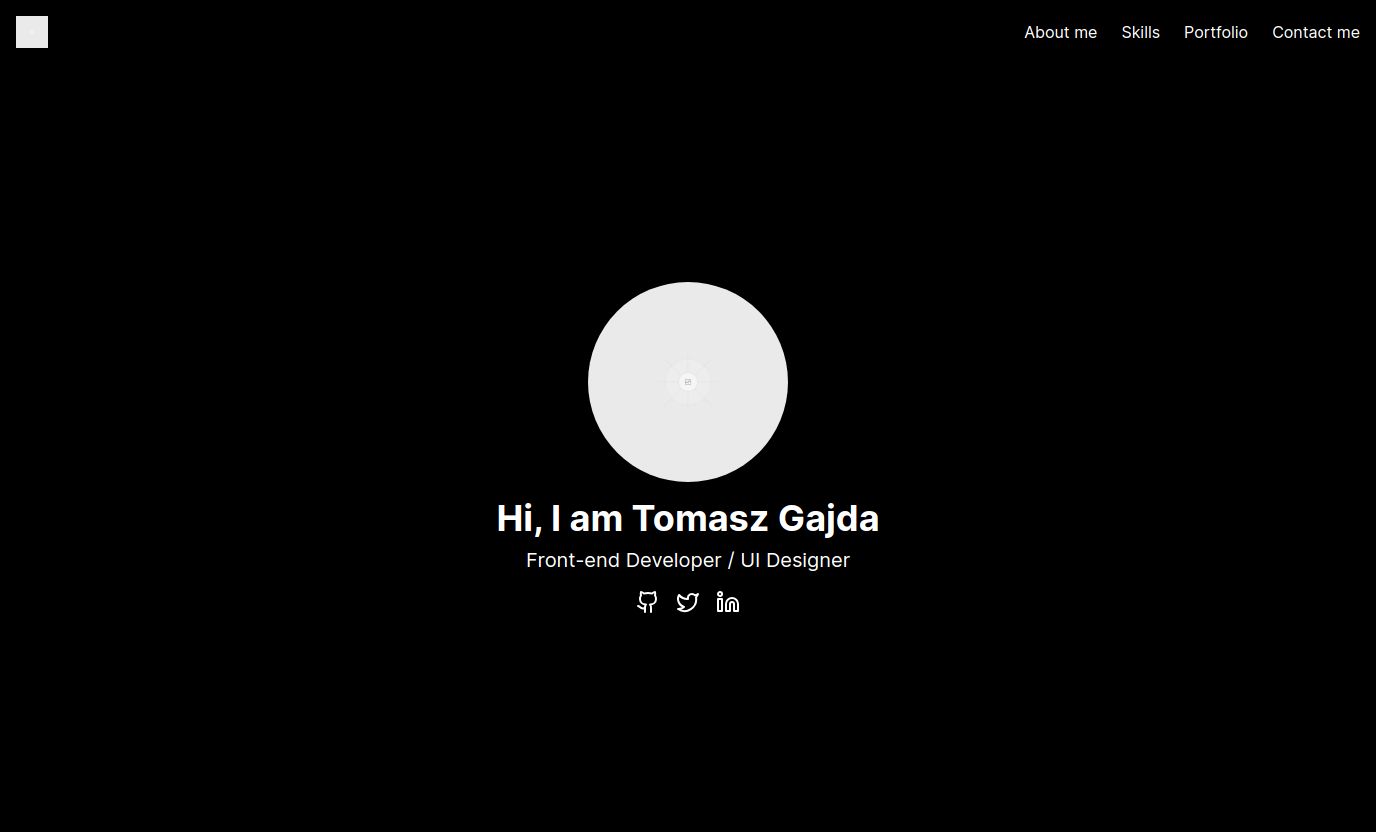 About me Skills Portfolio Contact me
Hi, I am Tomasz Gajda
Front-end Developer / UI Designer